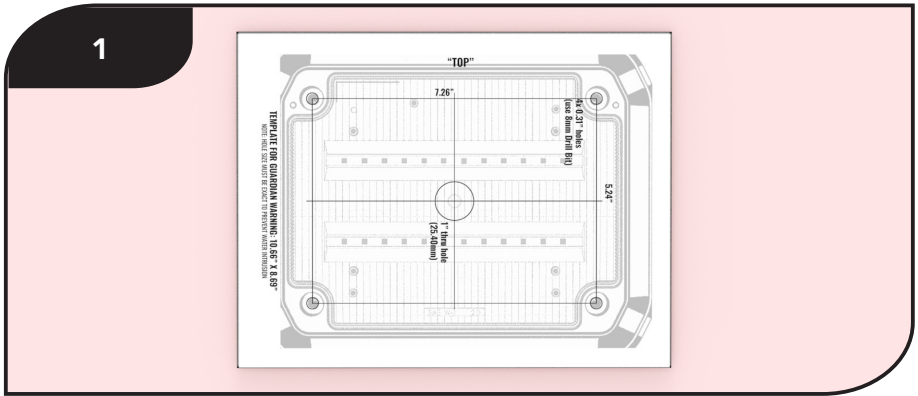 1
“TOP”
7.26"
4x 0.31" holes
(use 8mm Drill Bit)
5.24"
1" thru hole
(25.40mm)
TEMPLATE FOR GUARDIAN WARNING: 10.66" X 8.69"
NOTE: HOLE SIZE MUST BE EXACT TO PREVENT WATER INTRUSION